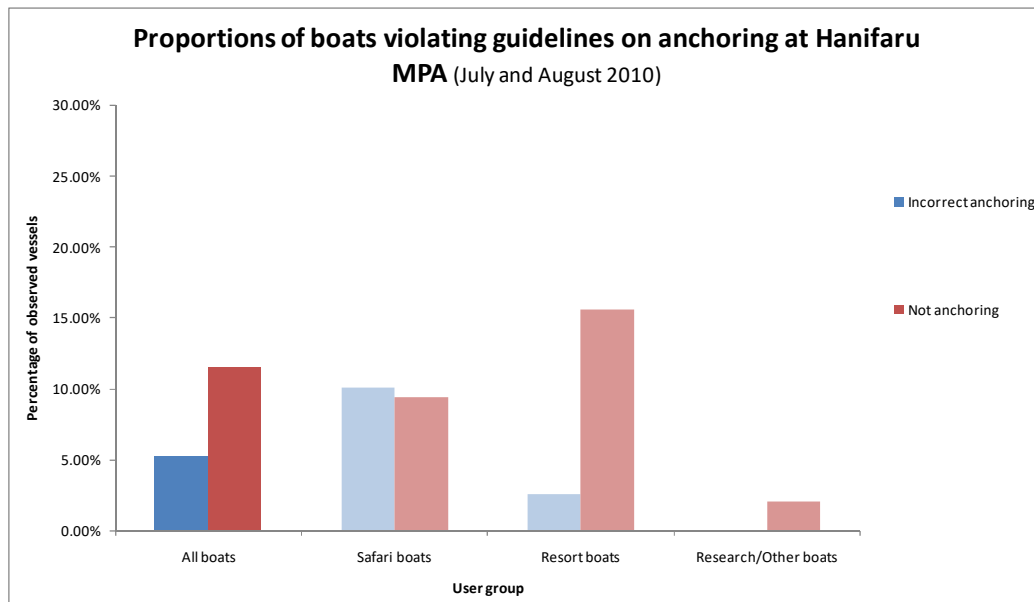 Proportions of boats violating guidelines on anchoring at Hanifaru
MPA (July and August 2010)
30.00%
25.00%
20.00%
15.00%
10.00%
5.00%
0.00%
Percentage of observed vessels
Incorrect anchoring
Not anchoring
All boats
Safari boats
Resort boats
Research/Other boats
User group